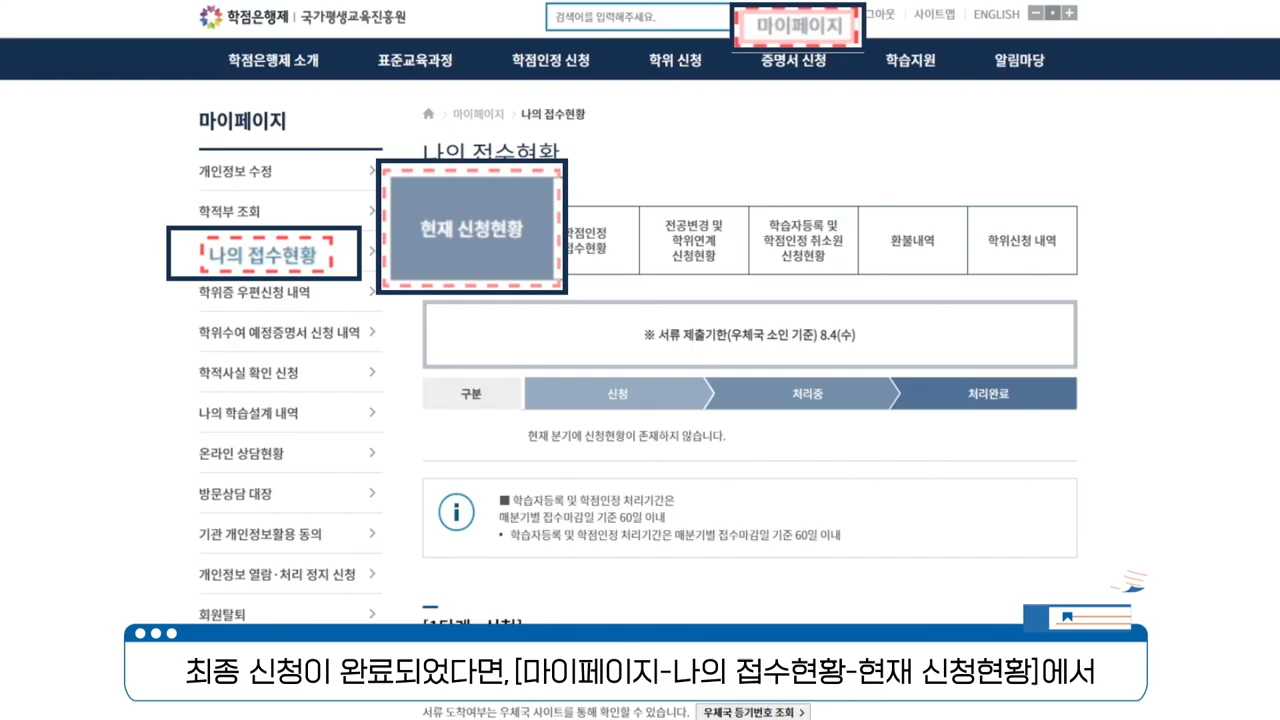 학점은행제 | 국가평생교육진흥원
검색어를 입력해주세요.
마이페이지
그아웃 | 사이트맵 | ENGLISH
학점은행제 소개
표준교육과정
학점인정 신청
학위 신청
증명서 신청
학습지원
알림마당
마이페이지
개인정보 수정
학적부 조회
나의 접수현황
학위증 우편신청 내역
학위수여 예정증명서 신청 내역
학적사실 확인 신청
나의 학습설계 내역
온라인 상담현황
방문상담 대장
기관 개인정보활용 동의
개인정보 열람·처리 정지 신청
회원탈퇴
마이페이지 > 나의 접수현황
나의 접수현황
현재 신청현황
학점인정
접수현황
전공변경 및
학위연계
신청현황
학습자등록 및
학점인정 취소원
신청현황
환불내역
학위신청 내역
※ 서류 제출기한(우체국 소인 기준) 8.4(수)
구분
신청
처리중
처리완료
현재 분기에 신청현황이 존재하지 않습니다.
■ 학습자등록 및 학점인정 처리기간은
매분기별 접수마감일 기준 60일 이내
• 학습자등록 및 학점인정 처리기간은 매분기별 접수마감일 기준 60일 이내
최종 신청이 완료되었다면, [마이페이지-나의 접수현황-현재 신청현황]에서
서류 도착여부는 우체국 사이트를 통해 확인할 수 있습니다.
우체국 등기번호 조회 >